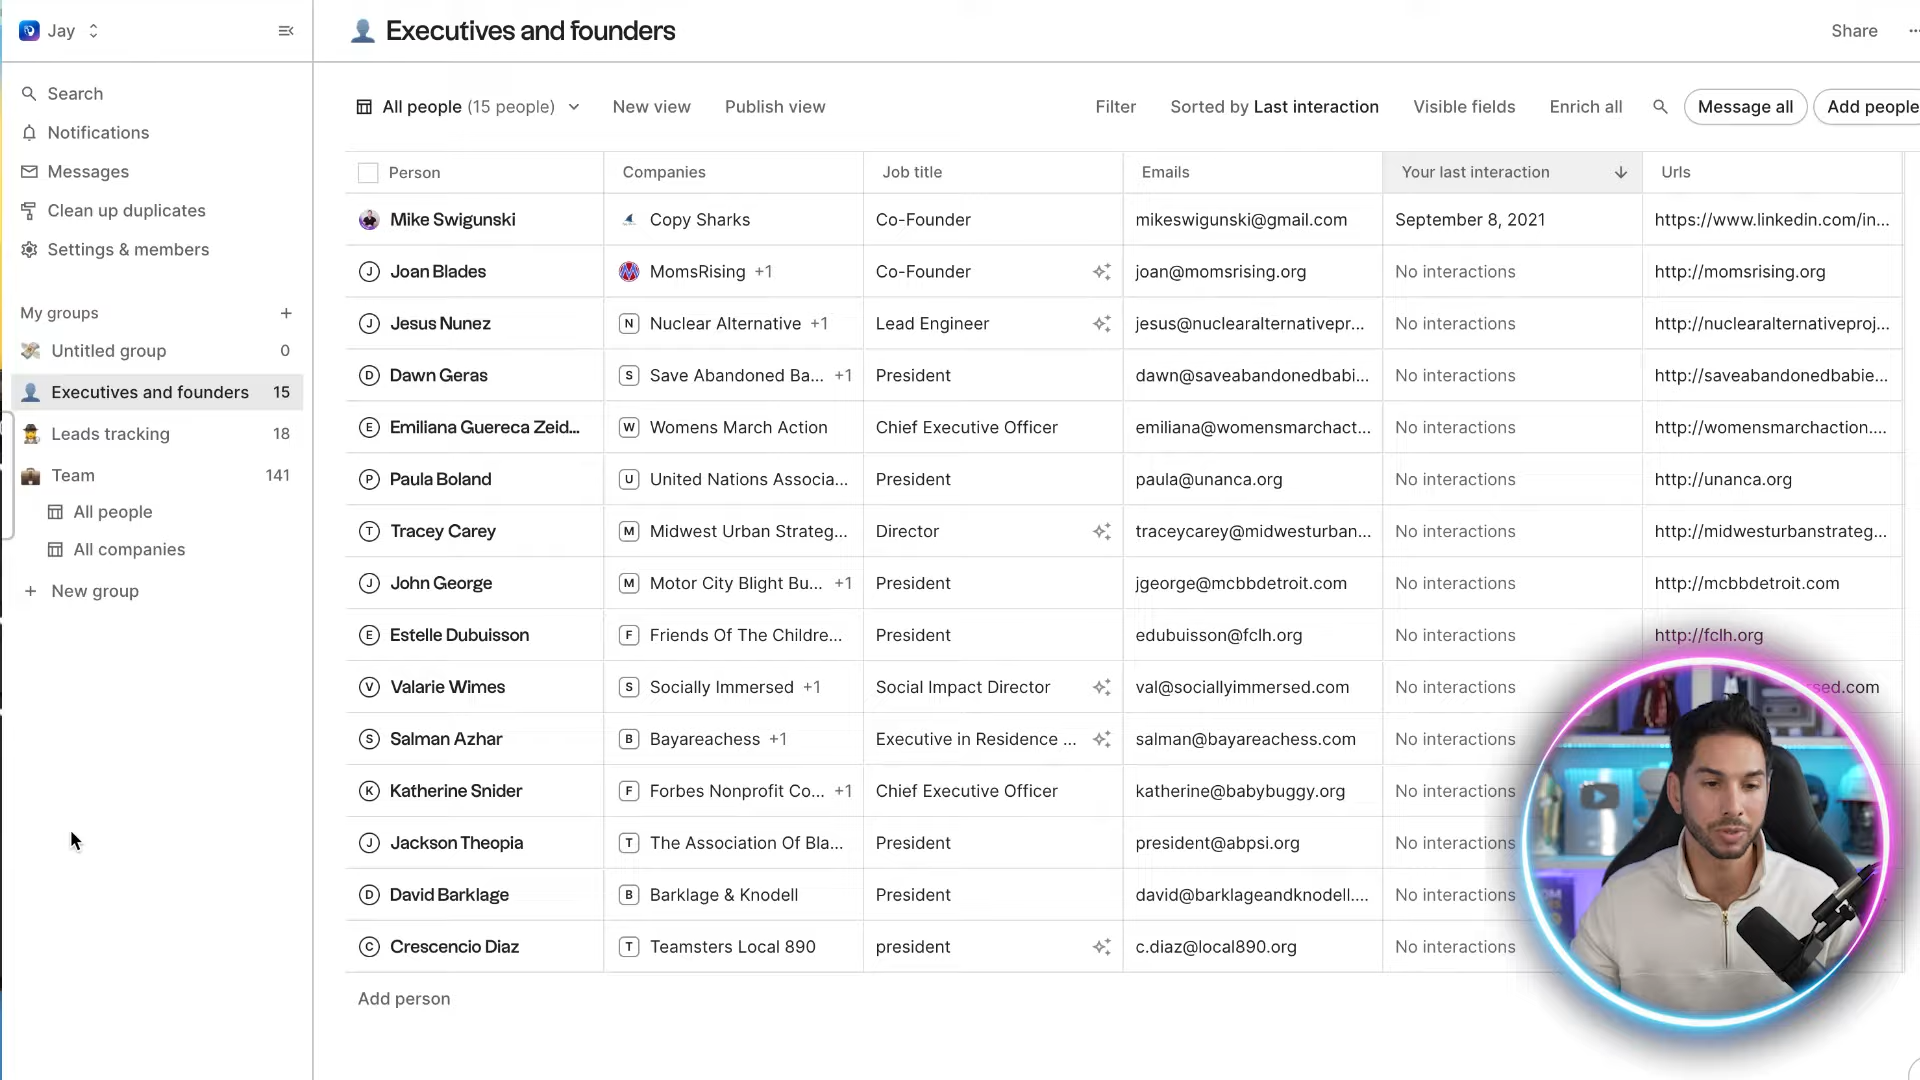 Jay
Search
Notifications
Messages
Clean up duplicates
Settings & members
My groups
Untitled group 0
Executives and founders 15
Leads tracking 18
Team 141
All people
All companies
New group
Executives and founders
Share
All people (15 people) New view Publish view Filter Sorted by Last interaction Visible fields Enrich all Message all Add people
Person Companies Job title Emails Your last interaction Urls
Mike Swigunski Copy Sharks Co-Founder mikeswigunski@gmail.com September 8, 2021 https://www.linkedin.com/in...
J Joan Blades MomsRising +1 Co-Founder joan@momsrising.org No interactions http://momsrising.org
J Jesus Nunez N Nuclear Alternative +1 Lead Engineer jesus@nuclearalternativepr... No interactions http://nuclearalternativeproj...
D Dawn Geras S Save Abandoned Ba... +1 President dawn@saveabandonedbabi... No interactions http://saveabandonedbabie...
E Emiliana Guereca Zeid... W Womens March Action Chief Executive Officer emiliana@womensmarchact... No interactions http://womensmarchaction....
P Paula Boland U United Nations Associa... President paula@unanca.org No interactions http://unanca.org
T Tracey Carey M Midwest Urban Strateg... Director traceycarey@midwesturban... No interactions http://midwesturbanstrateg...
J John George M Motor City Blight Bu... +1 President jgeorge@mcbbdetroit.com No interactions http://mcbbdetroit.com
E Estelle Dubuisson F Friends Of The Childre... President edubuisson@fclh.org No interactions http://fclh.org
V Valarie Wimes S Socially Immersed +1 Social Impact Director val@sociallyimmersed.com No interactions
S Salman Azhar B Bayareachess +1 Executive in Residence ... salman@bayareachess.com No interactions
K Katherine Snider F Forbes Nonprofit Co... +1 Chief Executive Officer katherine@babybuggy.org No interactions
J Jackson Theopia T The Association Of Bla... President president@abpsi.org No interactions
D David Barklage B Barklage & Knodell President david@barklageandknodell.... No interactions
C Crescencio Diaz T Teamsters Local 890 president c.diaz@local890.org No interactions
Add person